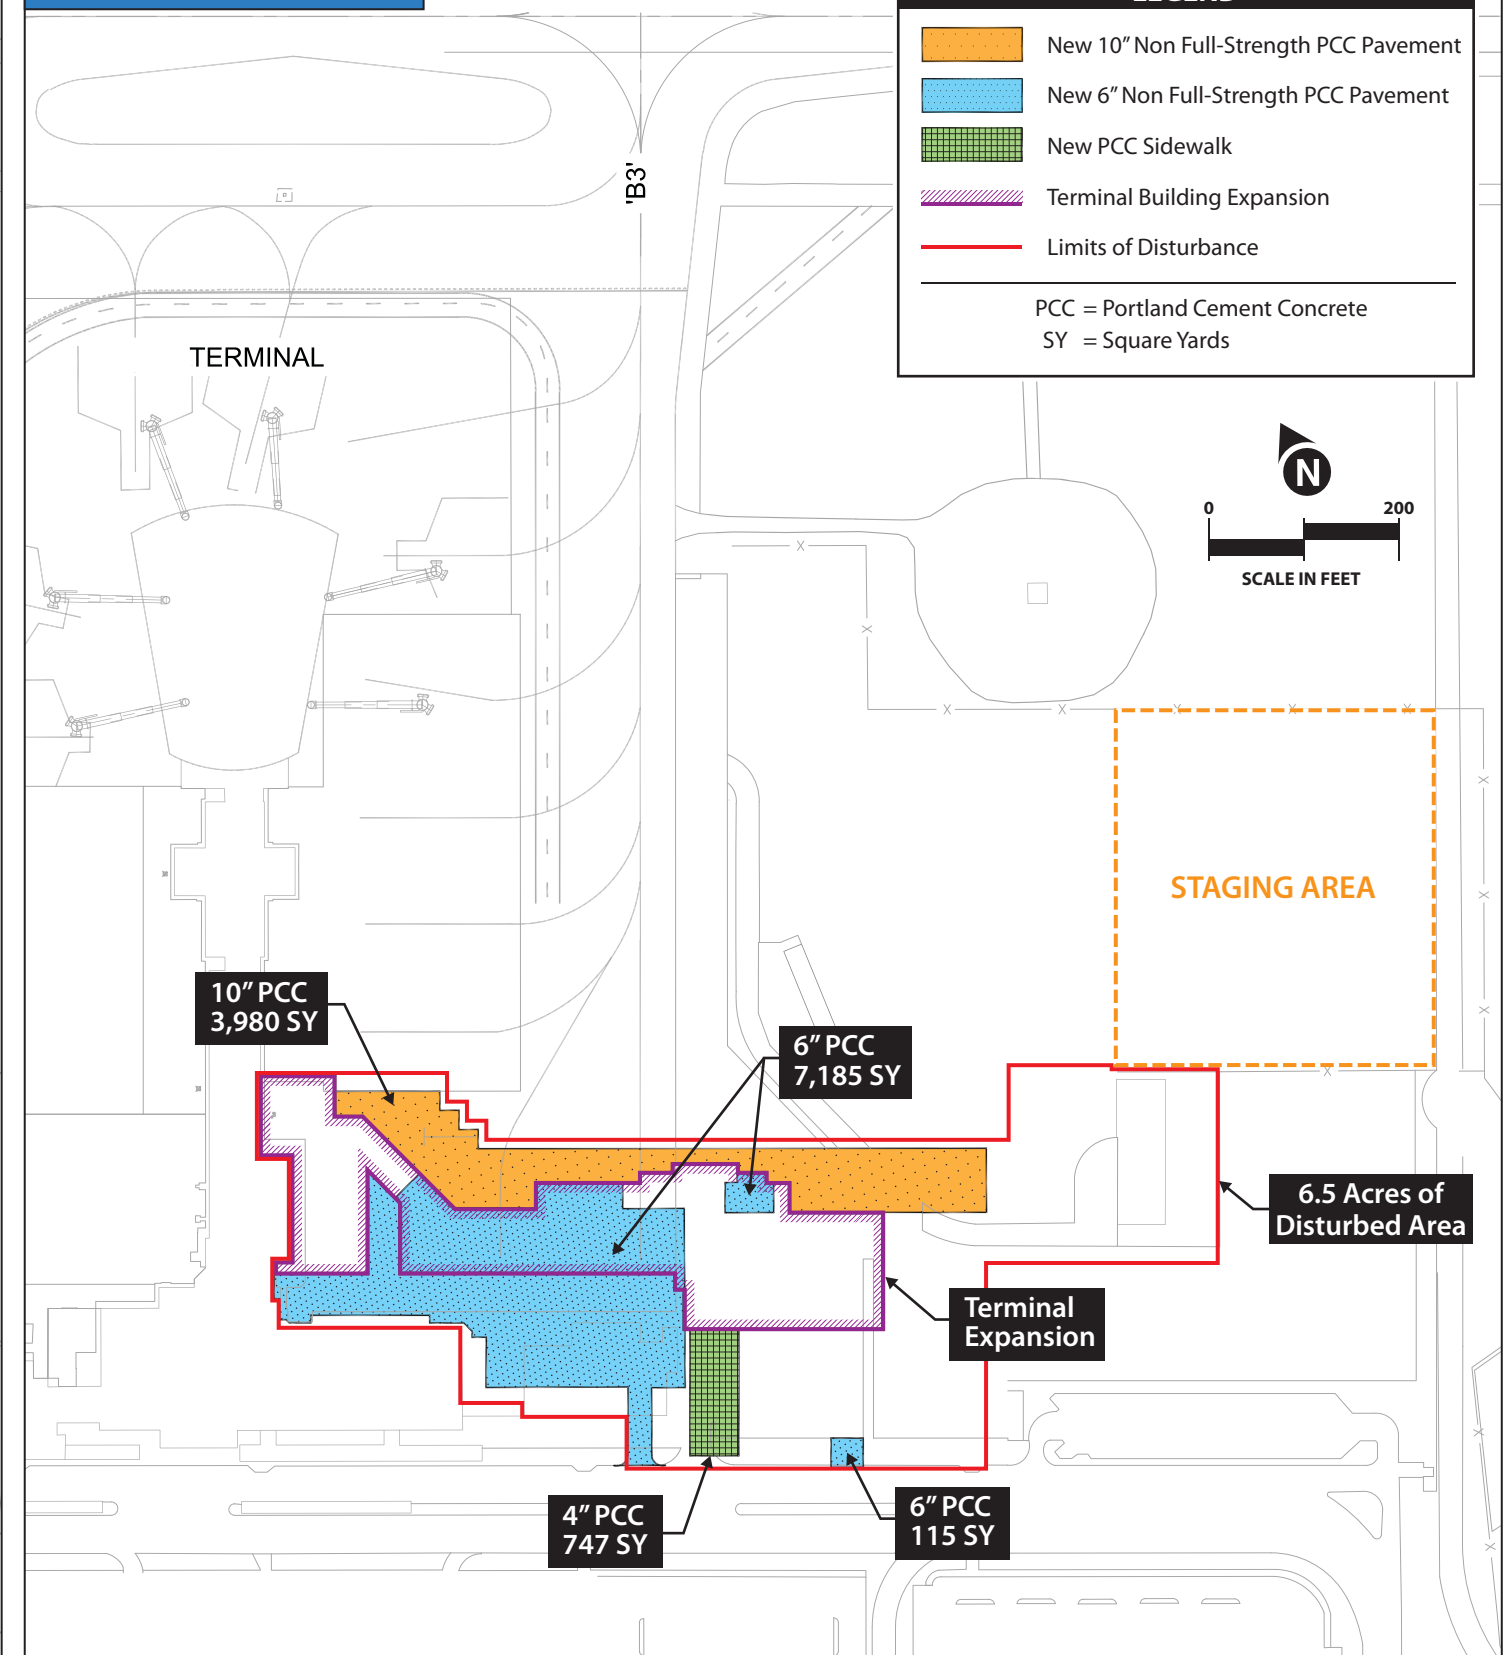 New 10" Non Full-Strength PCC Pavement
New 6" Non Full-Strength PCC Pavement
New PCC Sidewalk
Terminal Building Expansion
Limits of Disturbance
PCC = Portland Cement Concrete
SY = Square Yards
'B3'
TERMINAL
N
0 200
SCALE IN FEET
STAGING AREA
10" PCC
3,980 SY
6" PCC
7,185 SY
6.5 Acres of
Disturbed Area
Terminal
Expansion
4" PCC
747 SY
6" PCC
115 SY